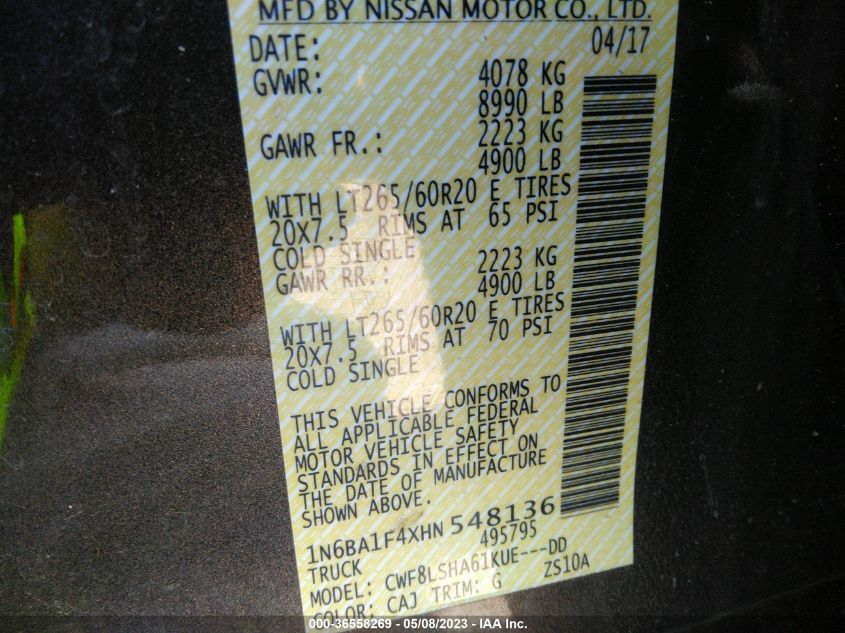 MFD BY NISSAN MOTOR CO., LTD.
DATE: 04/17
GVWR: 4078 KG
8990 LB
GAWR FR.: 2223 KG
4900 LB
WITH LT265/60R20 E TIRES
20X7.5 RIMS AT 65 PSI
COLD SINGLE
GAWR RR.: 2223 KG
4900 LB
WITH LT265/60R20 E TIRES
20X7.5 RIMS AT 70 PSI
COLD SINGLE
THIS VEHICLE CONFORMS TO
ALL APPLICABLE FEDERAL
MOTOR VEHICLE SAFETY
STANDARDS IN EFFECT ON
THE DATE OF MANUFACTURE
SHOWN ABOVE.
1N6BA1F4XHN548136
TRUCK 495795
MODEL: CWF8LSHA61KUE---DD
COLOR: CAJ TRIM: G ZS10A
000-36558269 - 05/08/2023 - IAA Inc.